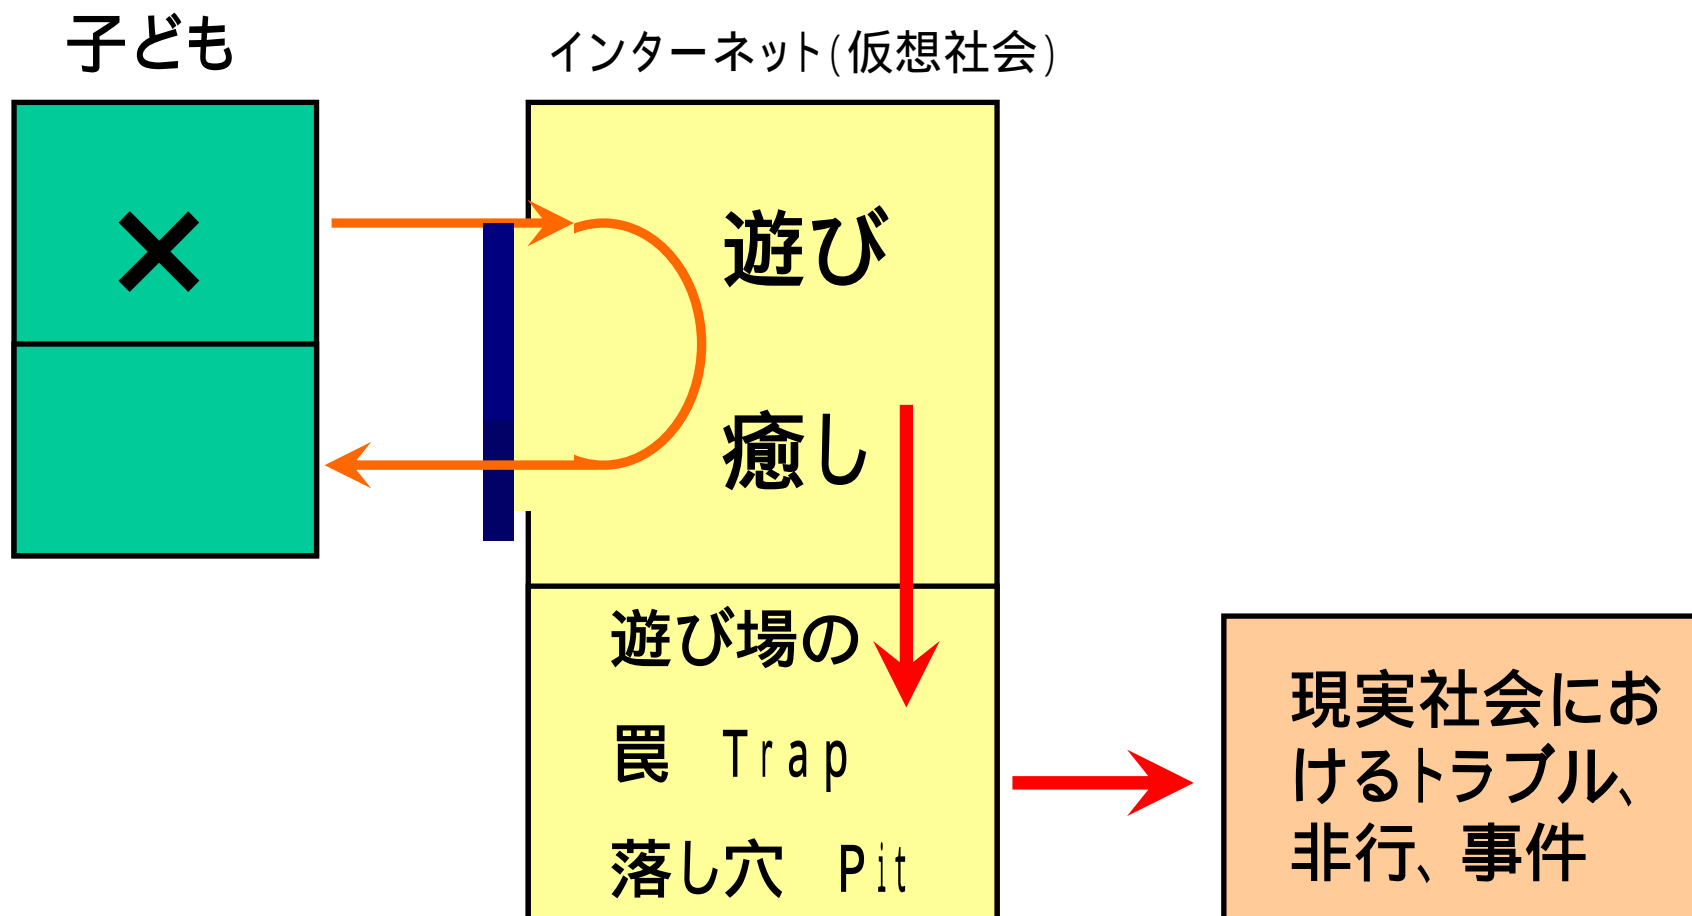 子ども
インターネット(仮想社会)
×
遊び
癒し
遊び場の
罠　Trap
落し穴　Pit
現実社会にお
けるトラブル、
非行、事件